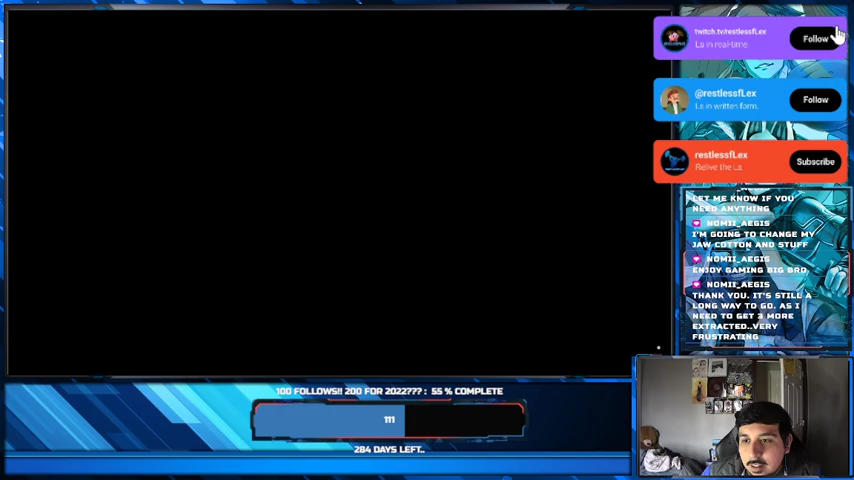 twitch.tv/restlessfLex
Ls in real-time
Follow
@restlessfLex
Ls in written form.
Follow
restlessfLex
Relive the Ls
Subscribe
LET ME KNOW IF YOU
NEED ANYTHING
NOMII_AEGIS
I'M GOING TO CHANGE MY
JAW COTTON AND STUFF
NOMII_AEGIS
ENJOY GAMING BIG BRO.
NOMII_AEGIS
THANK YOU. IT'S STILL A
LONG WAY TO GO. AS I
NEED TO GET 3 MORE
EXTRACTED..VERY
FRUSTRATING
100 FOLLOWS!! 200 FOR 2022??? : 55 % COMPLETE
111
284 DAYS LEFT..